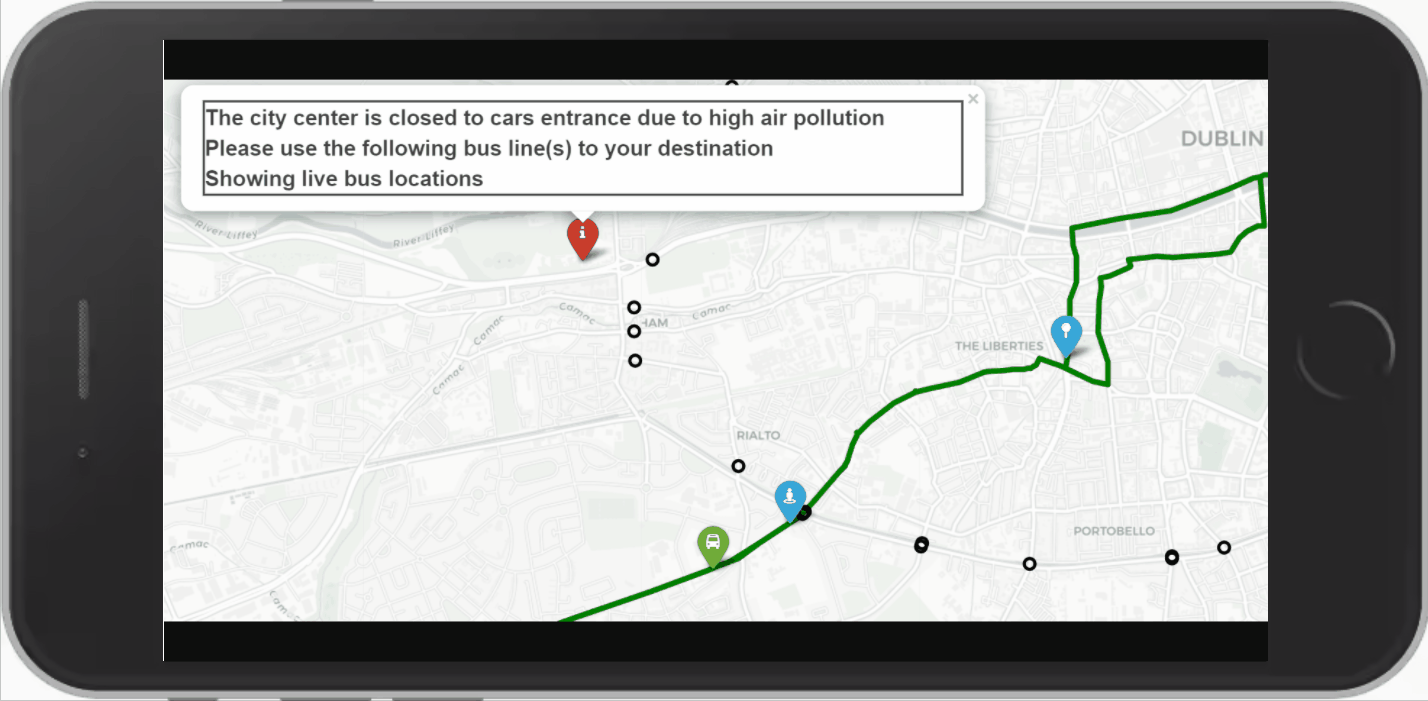 The city center is closed to cars entrance due to high air pollution
Please use the following bus line(s) to your destination
Showing live bus locations
×
DUBLIN
River Liffey
River Liffey
Camac
Camac
HAM
Camac
THE LIBERTIES
Camac
RIALTO
PORTOBELLO
Camac
Camac